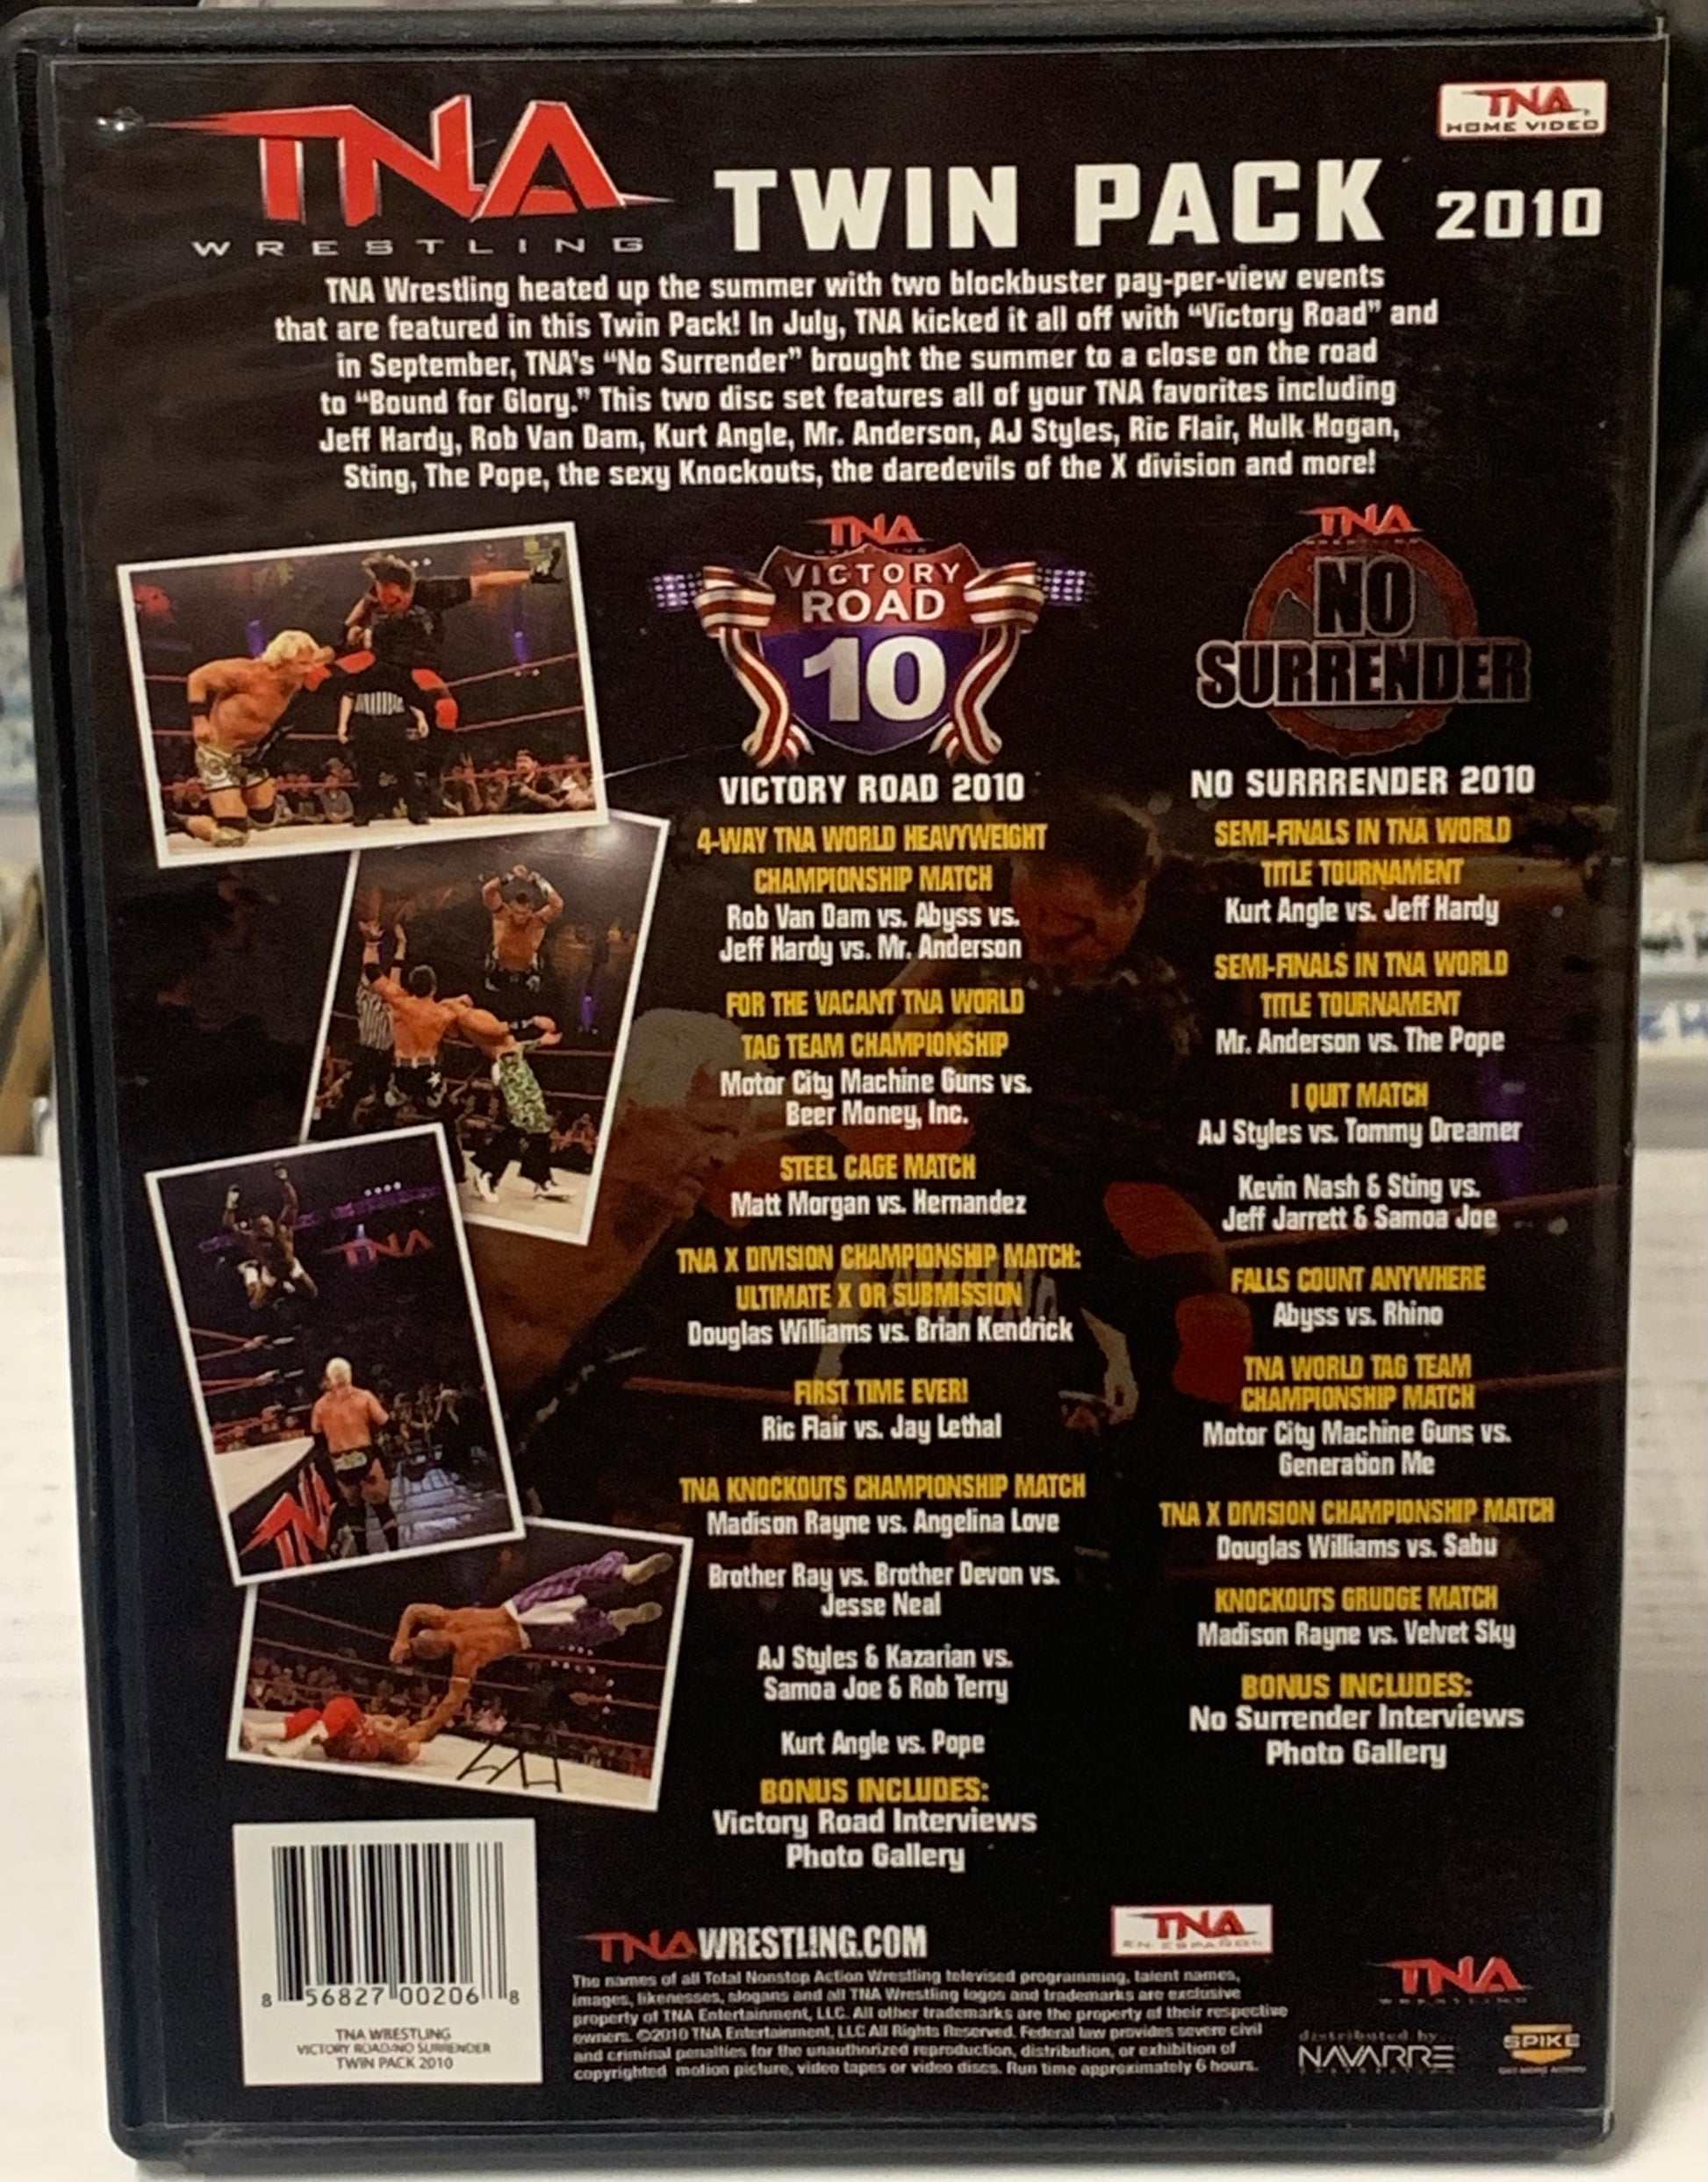 TNA
WRESTLING
TNA
HOME VIDEO
TWIN PACK 2010
TNA Wrestling heated up the summer with two blockbuster pay-per-view events
that are featured in this Twin Pack! In July, TNA kicked it all off with “Victory Road” and
in September, TNA’s “No Surrender” brought the summer to a close on the road
to “Bound for Glory.” This two disc set features all of your TNA favorites including
Jeff Hardy, Rob Van Dam, Kurt Angle, Mr. Anderson, AJ Styles, Ric Flair, Hulk Hogan,
Sting, The Pope, the sexy Knockouts, the daredevils of the X division and more!
TNA
VICTORY
ROAD
10
VICTORY ROAD 2010
4-WAY TNA WORLD HEAVYWEIGHT
CHAMPIONSHIP MATCH
Rob Van Dam vs. Abyss vs.
Jeff Hardy vs. Mr. Anderson
FOR THE VACANT TNA WORLD
TAG TEAM CHAMPIONSHIP
Motor City Machine Guns vs.
Beer Money, Inc.
STEEL CAGE MATCH
Matt Morgan vs. Hernandez
TNA X DIVISION CHAMPIONSHIP MATCH:
ULTIMATE X OR SUBMISSION
Douglas Williams vs. Brian Kendrick
FIRST TIME EVER!
Ric Flair vs. Jay Lethal
TNA KNOCKOUTS CHAMPIONSHIP MATCH
Madison Rayne vs. Angelina Love
Brother Ray vs. Brother Devon vs.
Jesse Neal
AJ Styles & Kazarian vs.
Samoa Joe & Rob Terry
Kurt Angle vs. Pope
BONUS INCLUDES:
Victory Road Interviews
Photo Gallery
TNA
NO
SURRENDER
NO SURRRENDER 2010
SEMI-FINALS IN TNA WORLD
TITLE TOURNAMENT
Kurt Angle vs. Jeff Hardy
SEMI-FINALS IN TNA WORLD
TITLE TOURNAMENT
Mr. Anderson vs. The Pope
I QUIT MATCH
AJ Styles vs. Tommy Dreamer
Kevin Nash & Sting vs.
Jeff Jarrett & Samoa Joe
FALLS COUNT ANYWHERE
Abyss vs. Rhino
TNA WORLD TAG TEAM
CHAMPIONSHIP MATCH
Motor City Machine Guns vs.
Generation Me
TNA X DIVISION CHAMPIONSHIP MATCH
Douglas Williams vs. Sabu
KNOCKOUTS GRUDGE MATCH
Madison Rayne vs. Velvet Sky
BONUS INCLUDES:
No Surrender Interviews
Photo Gallery
TNA
TNA
8 56827 00206 8
TNA WRESTLING
VICTORY ROAD/NO SURRENDER
TWIN PACK 2010
TNAWRESTLING.COM
TNA
EN ESPAÑOL
The names of all Total Nonstop Action Wrestling televised programming, talent names,
images, likenesses, slogans and all TNA Wrestling logos and trademarks are exclusive
property of TNA Entertainment, LLC. All other trademarks are the property of their respective
owners. ©2010 TNA Entertainment, LLC All Rights Reserved. Federal law provides severe civil
and criminal penalties for the unauthorized reproduction, distribution, or exhibition of
copyrighted motion picture, video tapes or video discs. Run time approximately 6 hours.
TNA
WRESTLING
distributed by
NAVARRE
CORPORATION
SPIKE